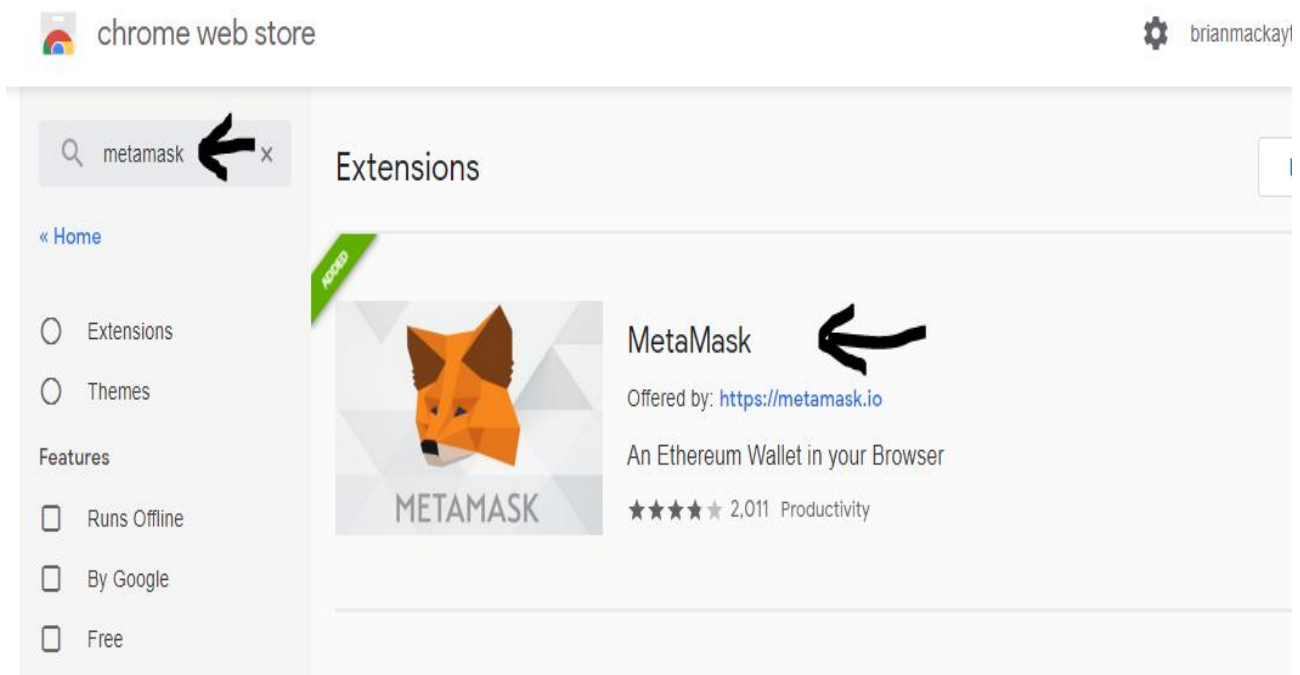 chrome web store
metamask ×
« Home
Extensions
Themes
Features
Runs Offline
By Google
Free
Extensions
ADDED
METAMASK
MetaMask
Offered by: https://metamask.io
An Ethereum Wallet in your Browser
2,011 Productivity